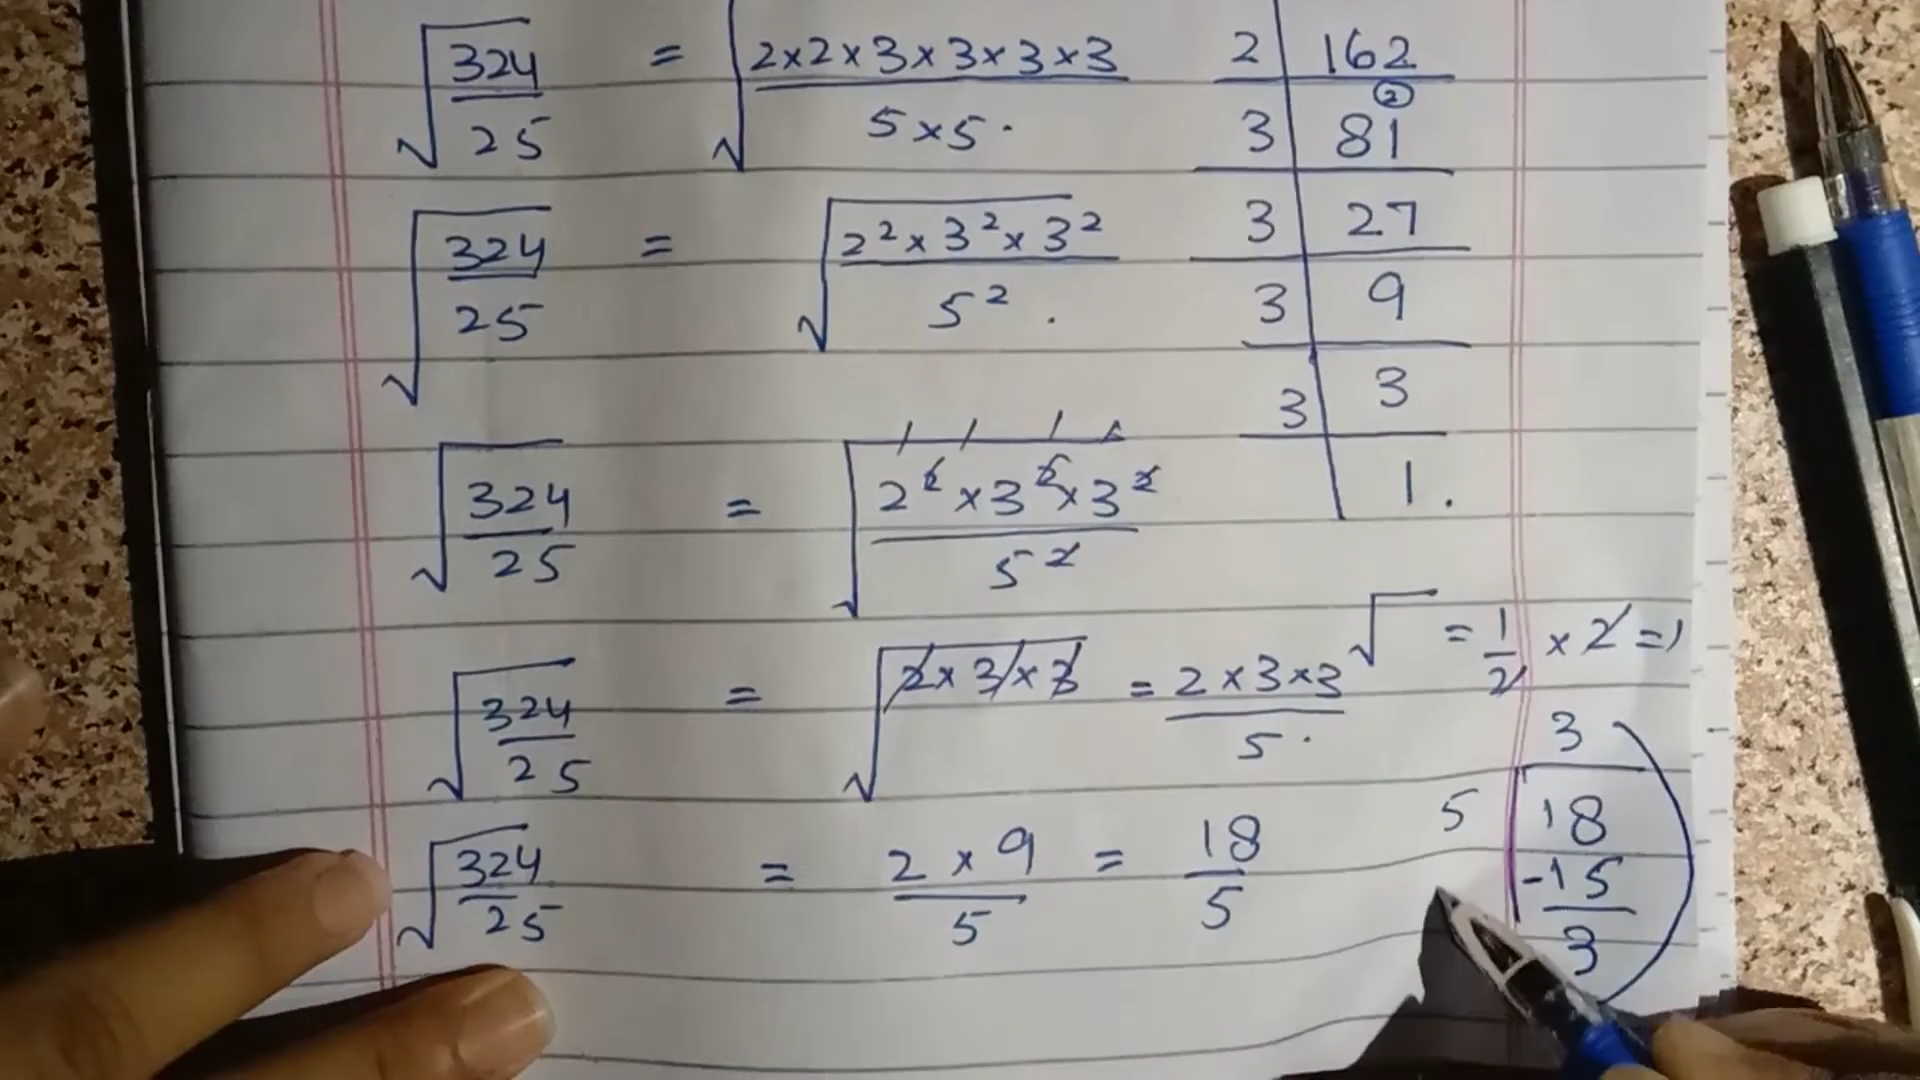 √324/25 = √2×2×3×3×3×3/5×5.
√324/25 = √2²×3²×3²/5².
√324/25 = √2²×3²×3²/5²
√324/25 = √2×3×3 = 2×3×3/5.
√324/25 = 2×9/5 = 18/5
2 | 162
3 | 81 ②
3 | 27
3 | 9
3 | 3
1.
√ = 1/2 × 2 = 1
3
5 | 18
-15
3